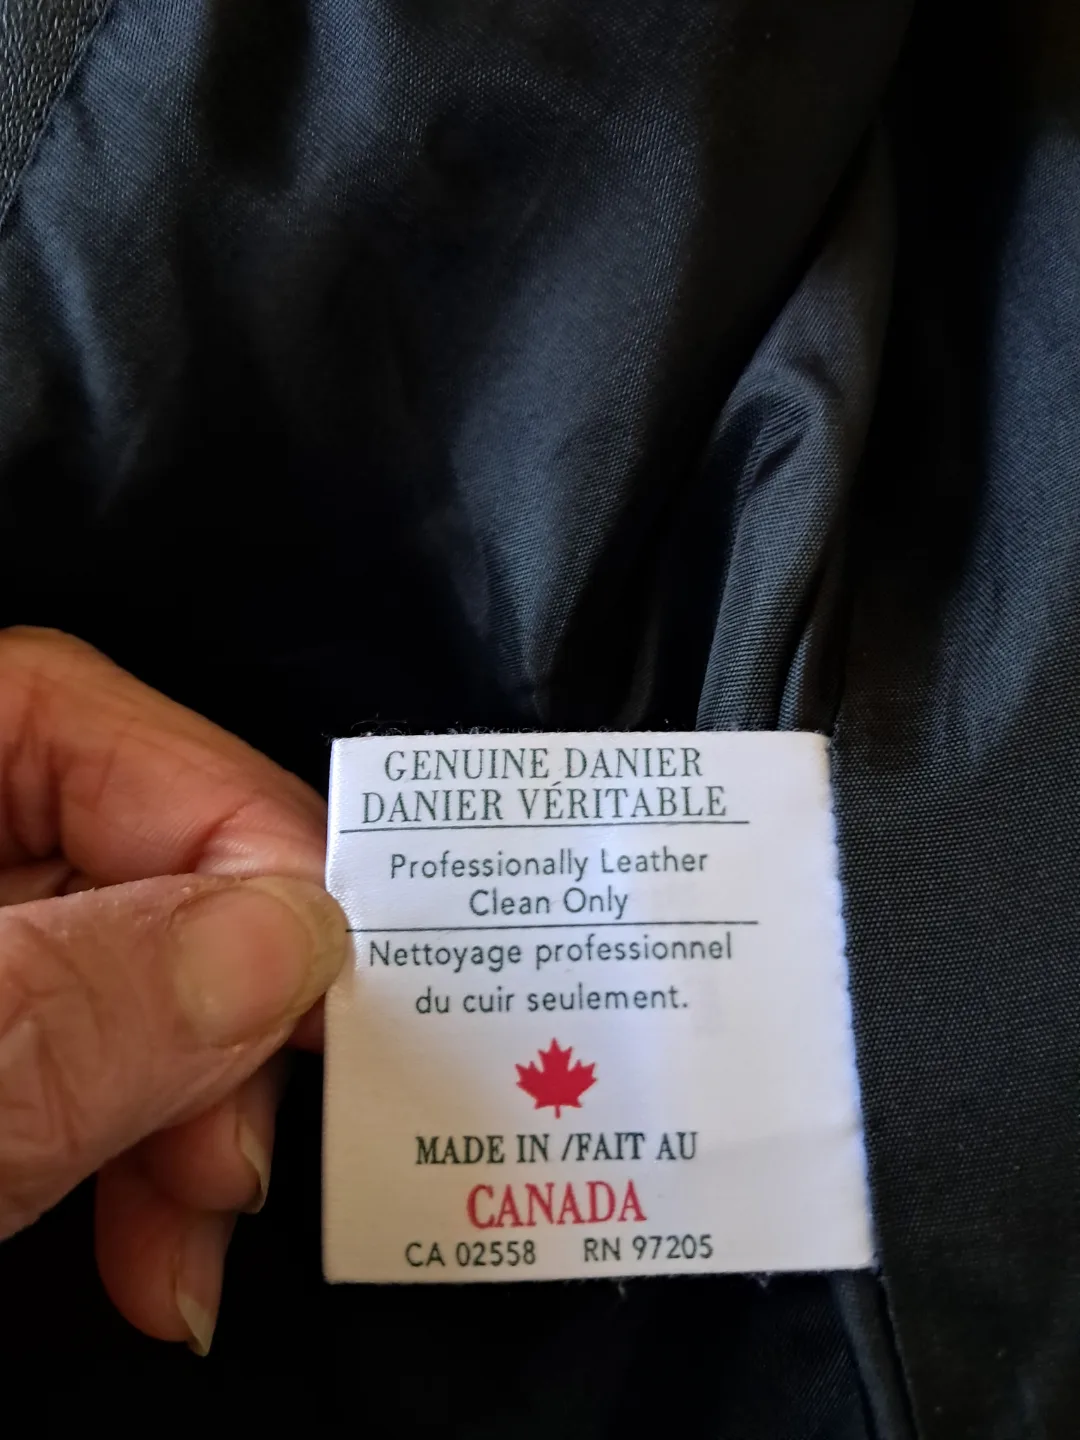 GENUINE DANIER
DANIER VÉRITABLE
Professionally Leather
Clean Only
Nettoyage professionnel
du cuir seulement.
MADE IN /FAIT AU
CANADA
CA 02558 RN 97205